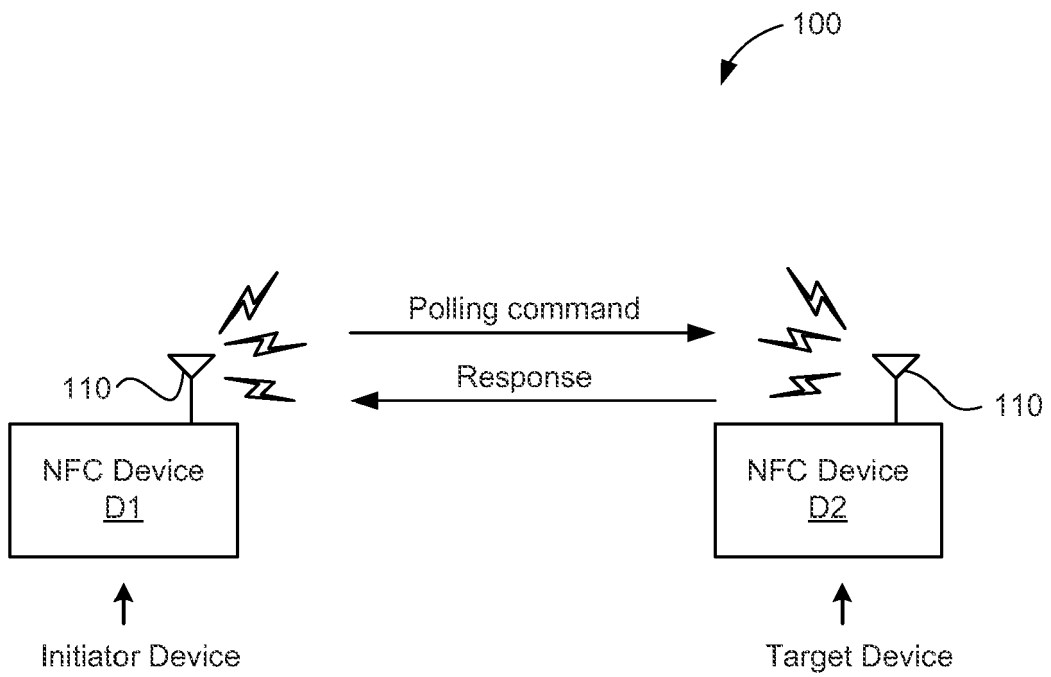 100
Polling command
110
Response
110
NFC Device
D1
NFC Device
D2
Initiator Device
Target Device